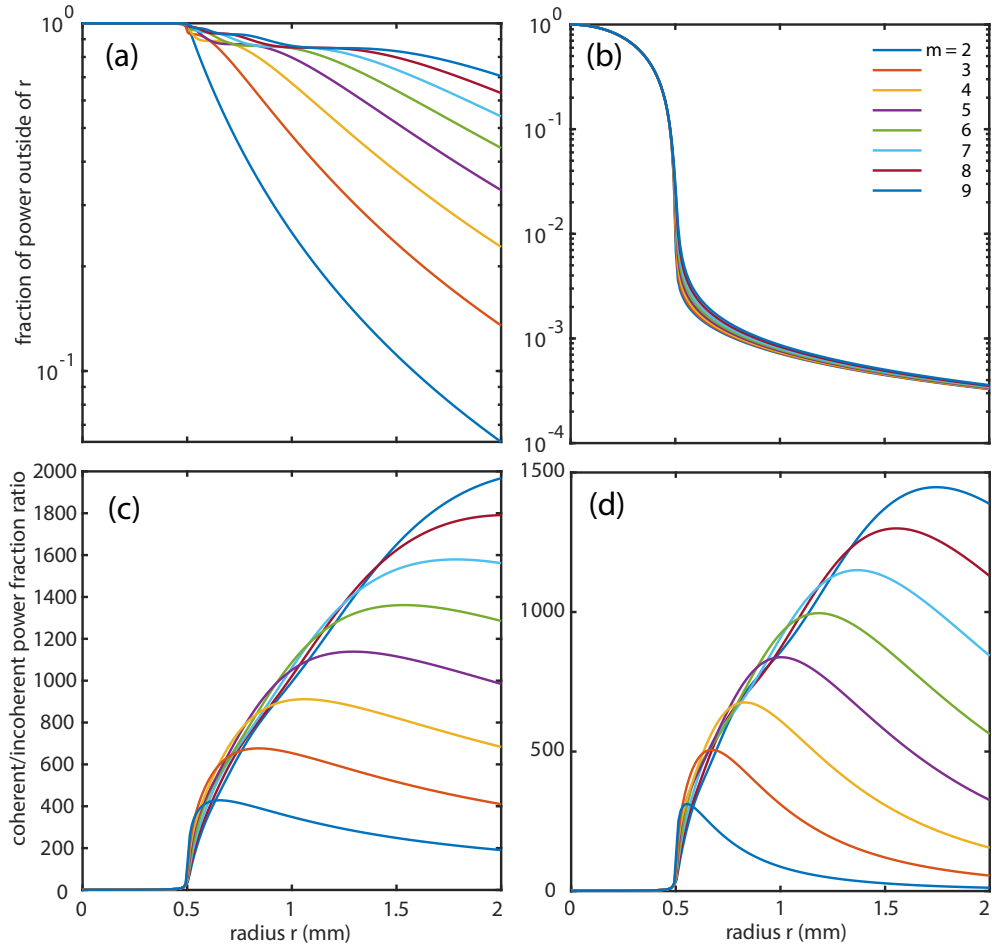 (a)
10^0
10^-1
fraction of power outside of r
(b)
10^0
10^-1
10^-2
10^-3
10^-4
m = 2
3
4
5
6
7
8
9
(c)
2000
1800
1600
1400
1200
1000
800
600
400
200
0
coherent/incoherent power fraction ratio
0 0.5 1 1.5 2
radius r (mm)
(d)
1500
1000
500
0
0 0.5 1 1.5 2
radius r (mm)